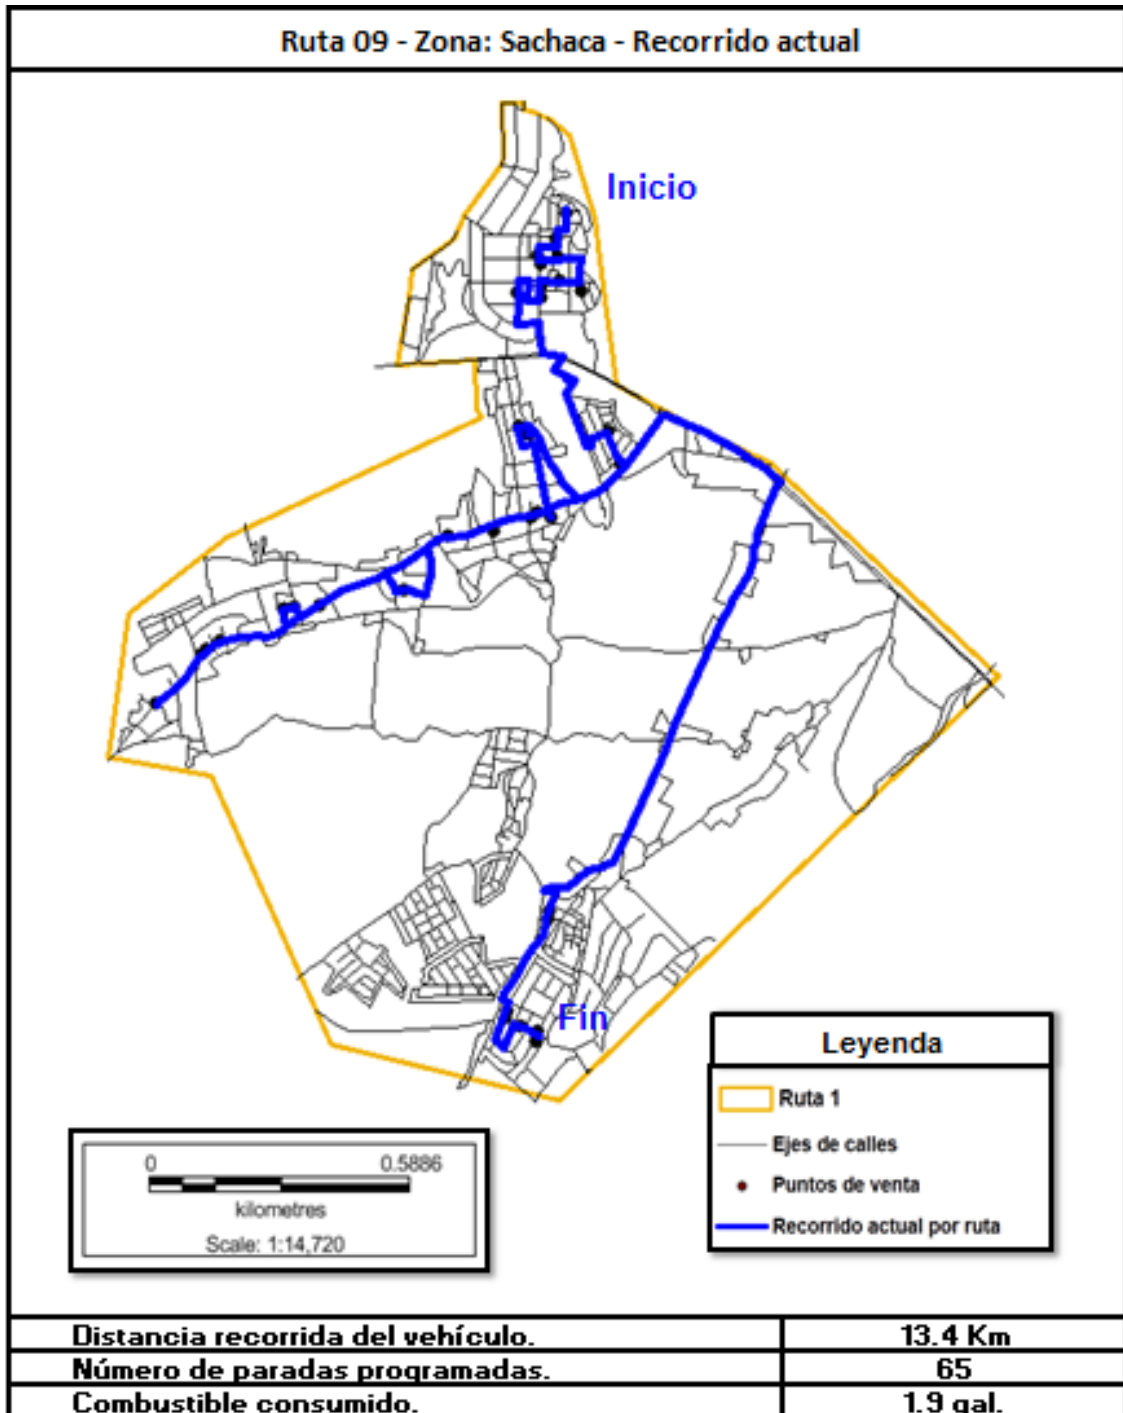 Ruta 09 - Zona: Sachaca - Recorrido actual
Inicio
Fin
Leyenda
Ruta 1
Ejes de calles
Puntos de venta
Recorrido actual por ruta
0 0.5886
kilometres
Scale: 1:14,720
Distancia recorrida del vehículo. 13.4 Km
Número de paradas programadas. 65
Combustible consumido. 1.9 gal.